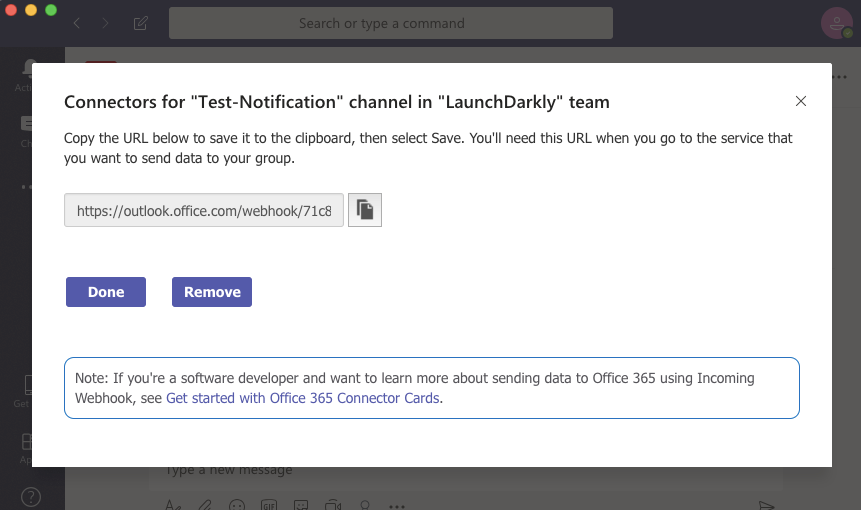 Search or type a command
Connectors for "Test-Notification" channel in "LaunchDarkly" team
Copy the URL below to save it to the clipboard, then select Save. You'll need this URL when you go to the service that
you want to send data to your group.
https://outlook.office.com/webhook/71c8
Done
Remove
Note: If you're a software developer and want to learn more about sending data to Office 365 using Incoming
Webhook, see Get started with Office 365 Connector Cards.
Type a new message
GIF